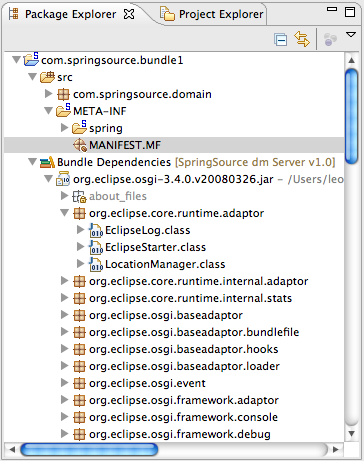 Package Explorer
Project Explorer
com.springsource.bundle1
src
com.springsource.domain
META-INF
spring
MANIFEST.MF
Bundle Dependencies [SpringSource dm Server v1.0]
org.eclipse.osgi-3.4.0.v20080326.jar - /Users/leo
about_files
org.eclipse.core.runtime.adaptor
EclipseLog.class
EclipseStarter.class
LocationManager.class
org.eclipse.core.runtime.internal.adaptor
org.eclipse.core.runtime.internal.stats
org.eclipse.osgi.baseadaptor
org.eclipse.osgi.baseadaptor.bundlefile
org.eclipse.osgi.baseadaptor.hooks
org.eclipse.osgi.baseadaptor.loader
org.eclipse.osgi.event
org.eclipse.osgi.framework.adaptor
org.eclipse.osgi.framework.console
org.eclipse.osgi.framework.debug